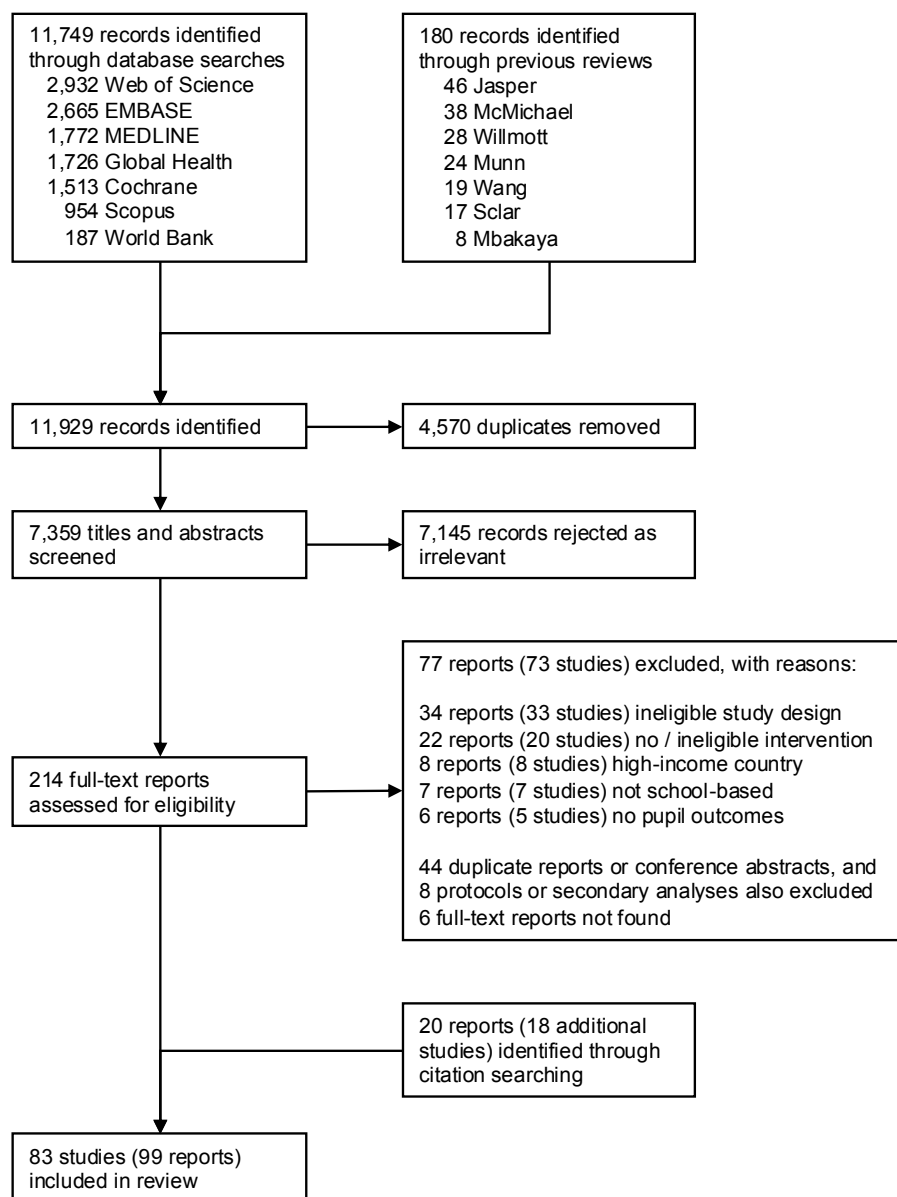 11,749 records identified
through database searches
2,932 Web of Science
2,665 EMBASE
1,772 MEDLINE
1,726 Global Health
1,513 Cochrane
954 Scopus
187 World Bank
180 records identified
through previous reviews
46 Jasper
38 McMichael
28 Willmott
24 Munn
19 Wang
17 Sclar
8 Mbakaya
11,929 records identified
4,570 duplicates removed
7,359 titles and abstracts
screened
7,145 records rejected as
irrelevant
214 full-text reports
assessed for eligibility
77 reports (73 studies) excluded, with reasons:
34 reports (33 studies) ineligible study design
22 reports (20 studies) no / ineligible intervention
8 reports (8 studies) high-income country
7 reports (7 studies) not school-based
6 reports (5 studies) no pupil outcomes
44 duplicate reports or conference abstracts, and
8 protocols or secondary analyses also excluded
6 full-text reports not found
20 reports (18 additional
studies) identified through
citation searching
83 studies (99 reports)
included in review